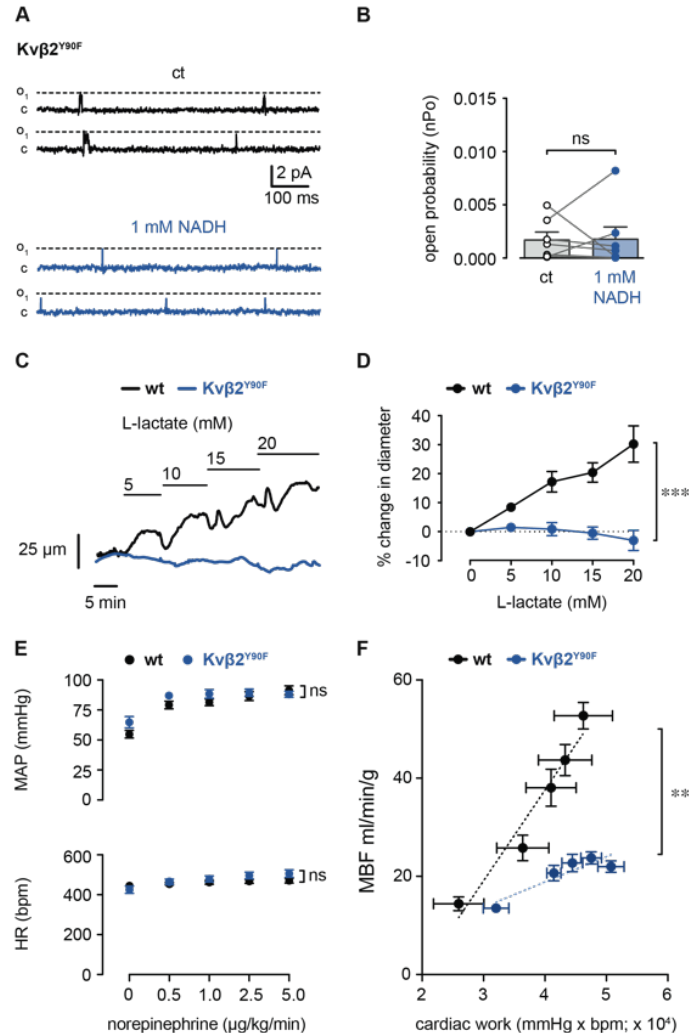 A
Kvβ2Y90F
ct
o1
c
o1
c
2 pA
100 ms
1 mM NADH
o1
c
o1
c
B
open probability (nPo)
0.015
0.010
0.005
0.000
ns
ct
1 mM
NADH
C
wt Kvβ2Y90F
L-lactate (mM)
5
10
15
20
25 µm
5 min
D
wt Kvβ2Y90F
% change in diameter
40
30
20
10
0
-10
***
0 5 10 15 20
L-lactate (mM)
E
wt Kvβ2Y90F
MAP (mmHg)
100
75
50
25
0
ns
HR (bpm)
600
400
200
0
ns
0 0.5 1.0 2.5 5.0
norepinephrine (µg/kg/min)
F
wt Kvβ2Y90F
MBF ml/min/g
60
40
20
0
**
2 3 4 5 6
cardiac work (mmHg x bpm; x 10⁴)